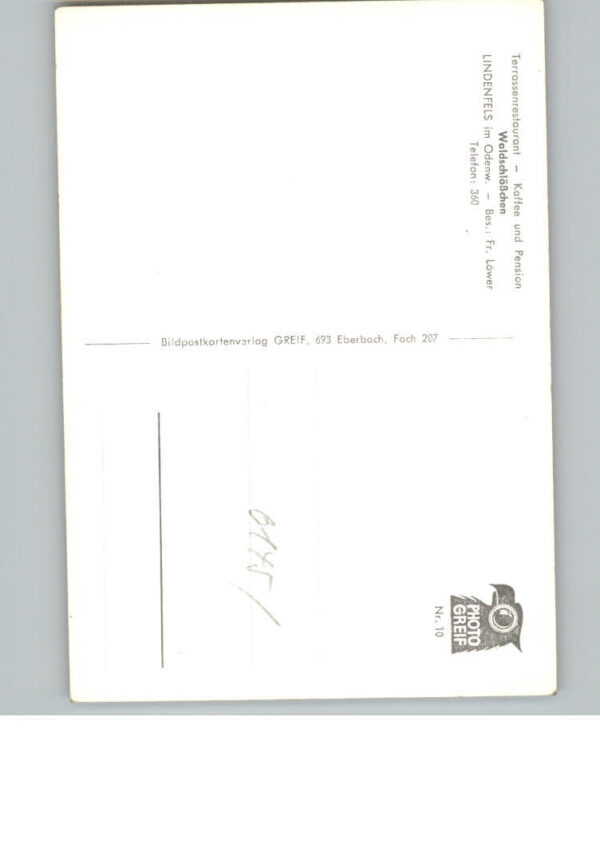 Terrassenrestaurant – Kaffee und Pension
Waldschlößchen
LINDENFELS im Odenw. – Bes.: Fr. Löwer
Telefon: 360
Bildpostkartenverlag GREIF, 693 Eberbach, Fach 207
PHOTO
GREIF
Nr. 10